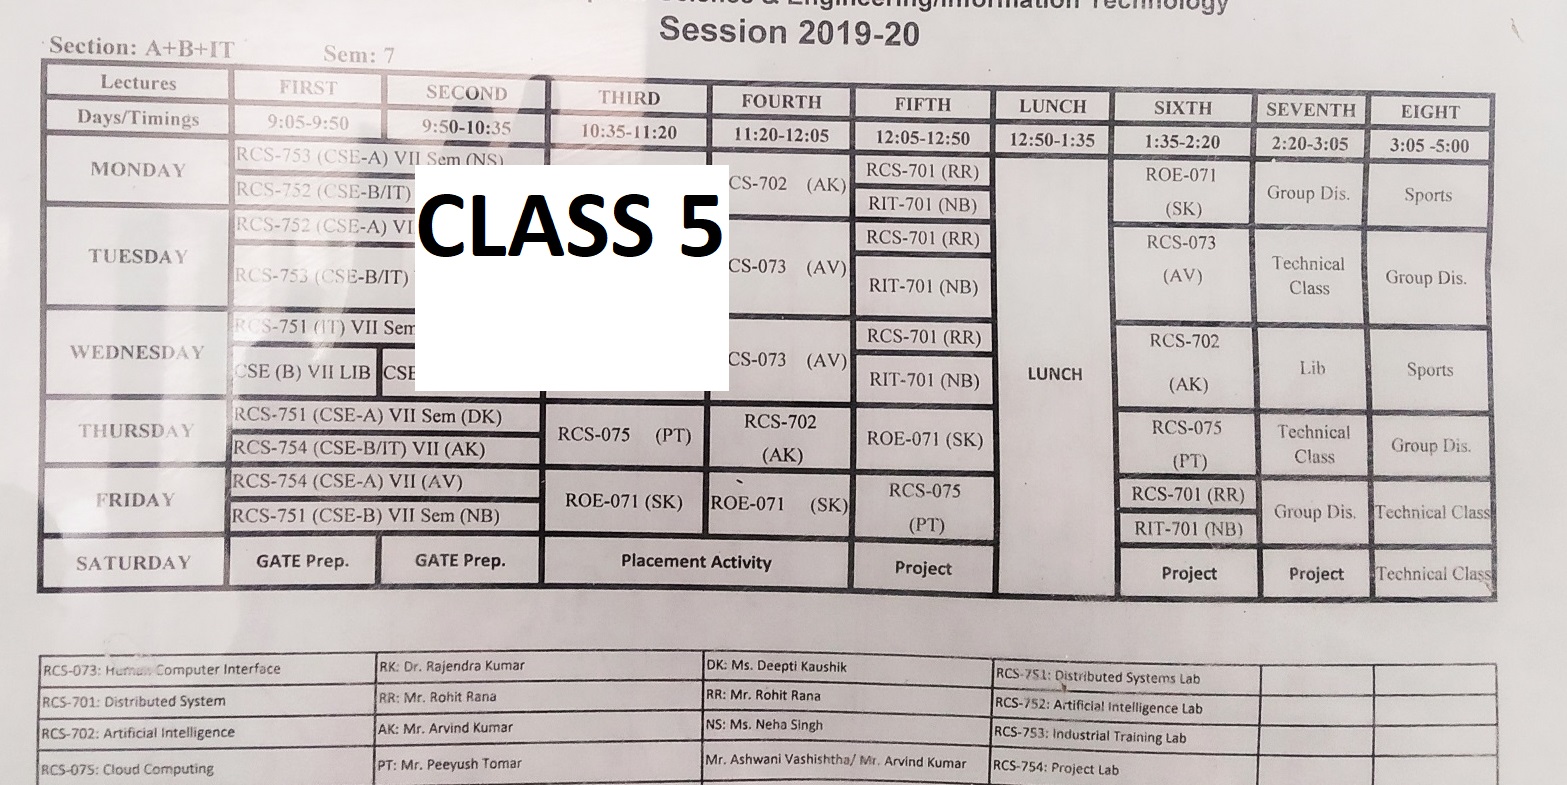 Science & Engineering/Information Technology
Session 2019-20
Section: A+B+IT Sem: 7
Lectures FIRST SECOND THIRD FOURTH FIFTH LUNCH SIXTH SEVENTH EIGHT
Days/Timings 9:05-9:50 9:50-10:35 10:35-11:20 11:20-12:05 12:05-12:50 12:50-1:35 1:35-2:20 2:20-3:05 3:05 -5:00
MONDAY RCS-753 (CSE-A) VII Sem (NS) CS-702 (AK) RCS-701 (RR) ROE-071 Group Dis. Sports
RCS-752 (CSE-B/IT) RIT-701 (NB) (SK)
CLASS 5
TUESDAY RCS-752 (CSE-A) VI CS-073 (AV) RCS-701 (RR) RCS-073 Technical Group Dis.
RCS-753 (CSE-B/IT) RIT-701 (NB) (AV) Class
WEDNESDAY RCS-751 (IT) VII Sem CS-073 (AV) RCS-701 (RR) RCS-702 Lib Sports
CSE (B) VII LIB CSE RIT-701 (NB) LUNCH (AK)
THURSDAY RCS-751 (CSE-A) VII Sem (DK) RCS-075 (PT) RCS-702 ROE-071 (SK) RCS-075 Technical Group Dis.
RCS-754 (CSE-B/IT) VII (AK) (AK) (PT) Class
FRIDAY RCS-754 (CSE-A) VII (AV) ROE-071 (SK) ROE-071 (SK) RCS-075 RCS-701 (RR) Group Dis. Technical Class
RCS-751 (CSE-B) VII Sem (NB) (PT) RIT-701 (NB)
SATURDAY GATE Prep. GATE Prep. Placement Activity Project Project Project Technical Class
RCS-073: Human Computer Interface RK: Dr. Rajendra Kumar DK: Ms. Deepti Kaushik RCS-751: Distributed Systems Lab
RCS-701: Distributed System RR: Mr. Rohit Rana RR: Mr. Rohit Rana RCS-752: Artificial Intelligence Lab
RCS-702: Artificial Intelligence AK: Mr. Arvind Kumar NS: Ms. Neha Singh RCS-753: Industrial Training Lab
RCS-075: Cloud Computing PT: Mr. Peeyush Tomar Mr. Ashwani Vashishtha/ Mr. Arvind Kumar RCS-754: Project Lab